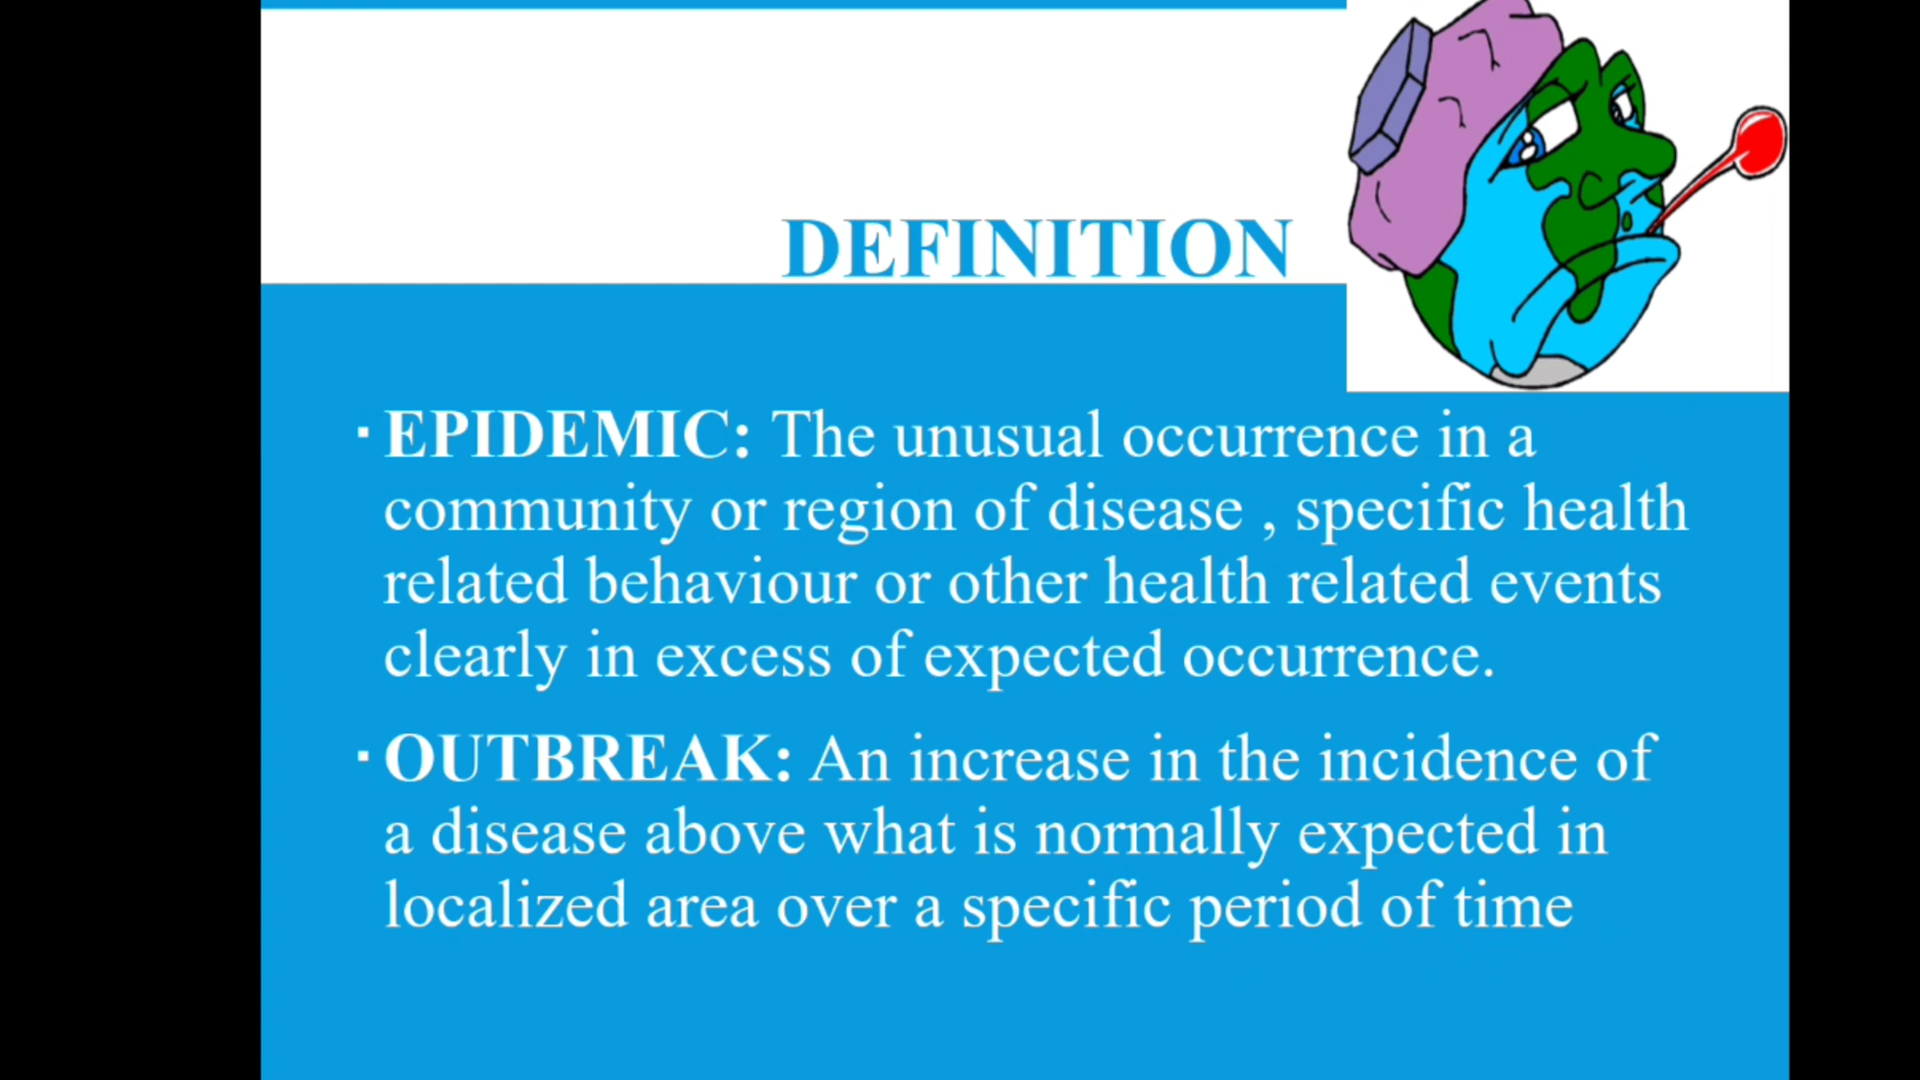 DEFINITION
▪ EPIDEMIC: The unusual occurrence in a
community or region of disease , specific health
related behaviour or other health related events
clearly in excess of expected occurrence.
▪ OUTBREAK: An increase in the incidence of
a disease above what is normally expected in
localized area over a specific period of time